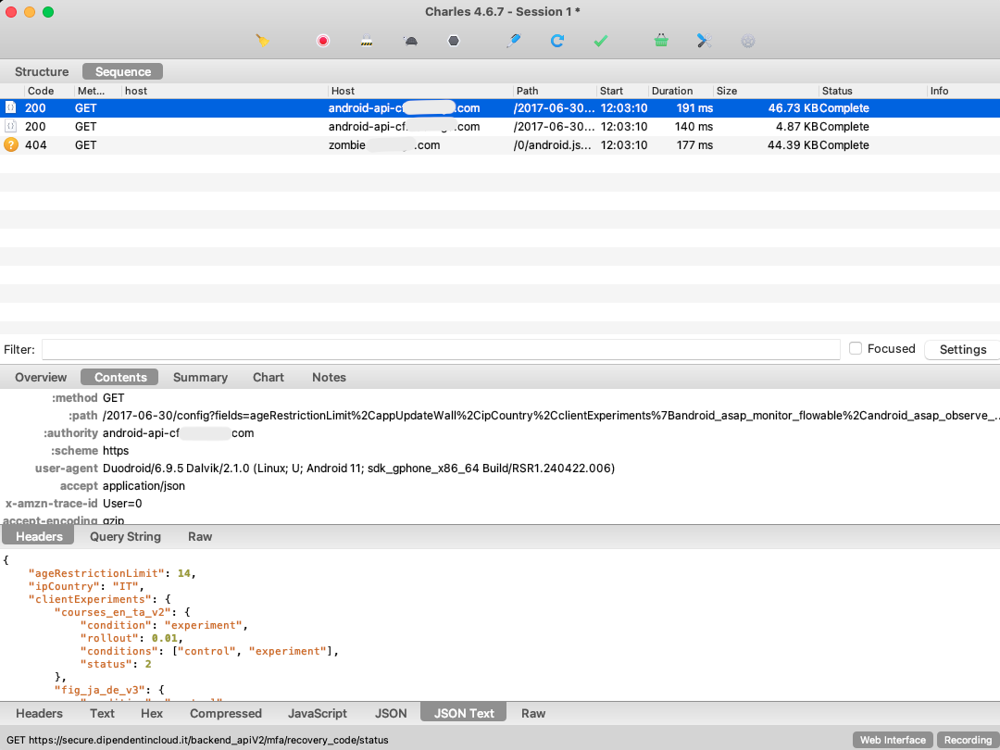 Charles 4.6.7 - Session 1 *
Structure Sequence
Code Met... host Host Path Start Duration Size Status Info
200 GET android-api-cf .com /2017-06-30... 12:03:10 191 ms 46.73 KB Complete
200 GET android-api-cf. .com /2017-06-30... 12:03:10 140 ms 4.87 KB Complete
404 GET zombie .com /0/android.js... 12:03:10 177 ms 44.39 KB Complete
Filter: Focused Settings
Overview Contents Summary Chart Notes
:method GET
:path /2017-06-30/config?fields=ageRestrictionLimit%2CappUpdateWall%2CipCountry%2CclientExperiments%7Bandroid_asap_monitor_flowable%2Candroid_asap_observe_...
:authority android-api-cf com
:scheme https
user-agent Duodroid/6.9.5 Dalvik/2.1.0 (Linux; U; Android 11; sdk_gphone_x86_64 Build/RSR1.240422.006)
accept application/json
x-amzn-trace-id User=0
accept-encoding gzip
Headers Query String Raw
{
"ageRestrictionLimit": 14,
"ipCountry": "IT",
"clientExperiments": {
"courses_en_ta_v2": {
"condition": "experiment",
"rollout": 0.01,
"conditions": ["control", "experiment"],
"status": 2
},
"fig_ja_de_v3": {
Headers Text Hex Compressed JavaScript JSON JSON Text Raw
GET https://secure.dipendentincloud.it/backend_apiV2/mfa/recovery_code/status Web Interface Recording